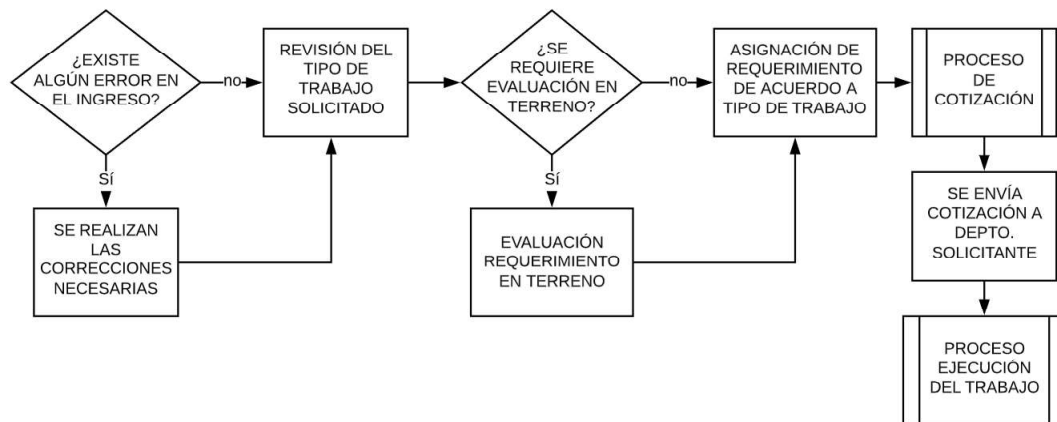 ¿EXISTE
ALGÚN ERROR EN
EL INGRESO?
no
REVISIÓN DEL
TIPO DE
TRABAJO
SOLICITADO
¿SE
REQUIERE
EVALUACIÓN EN
TERRENO?
no
ASIGNACIÓN DE
REQUERIMIENTO
DE ACUERDO A
TIPO DE TRABAJO
PROCESO
DE
COTIZACIÓN
Sí
SE REALIZAN
LAS
CORRECCIONES
NECESARIAS
Sí
EVALUACIÓN
REQUERIMIENTO
EN TERRENO
SE ENVÍA
COTIZACIÓN A
DEPTO.
SOLICITANTE
PROCESO
EJECUCIÓN
DEL TRABAJO